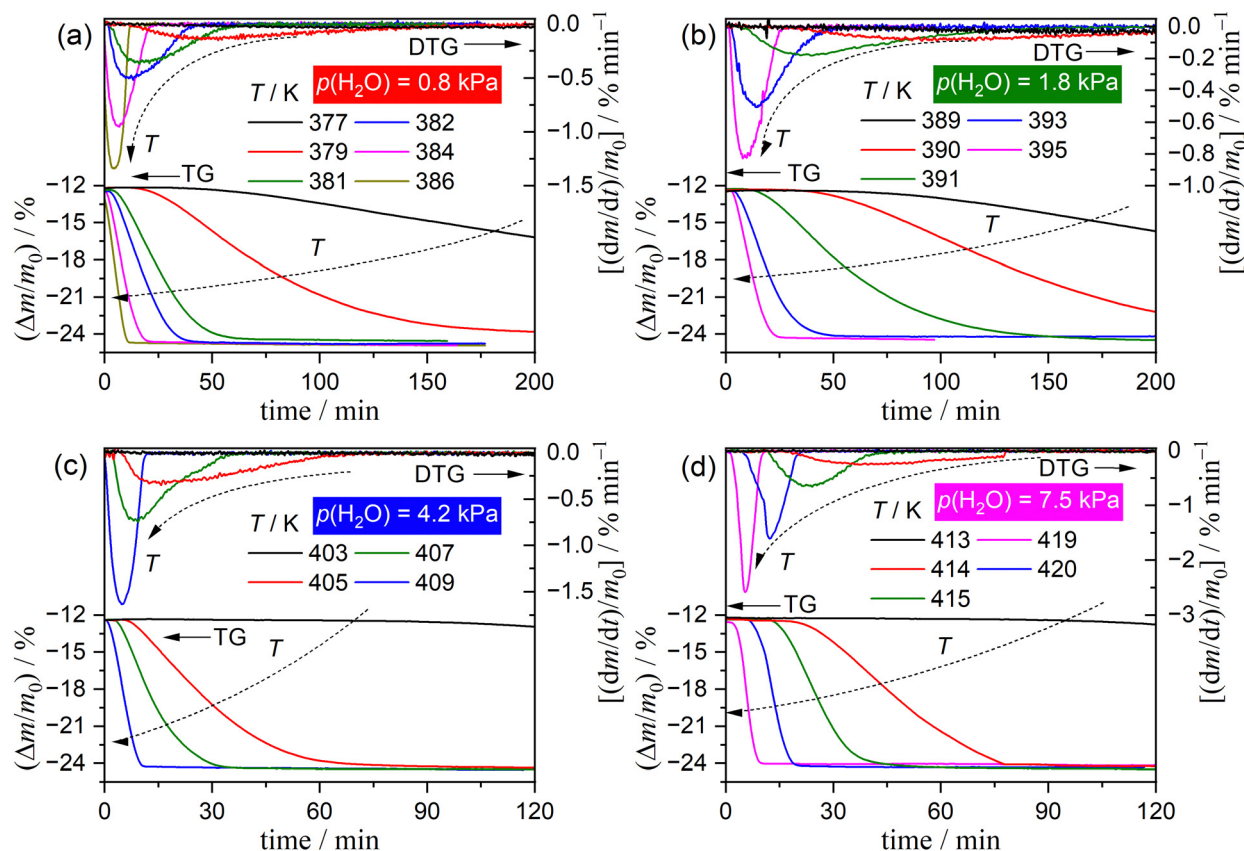 (a)
DTG
T / K
p(H₂O) = 0.8 kPa
377 382
379 384
381 386
T
TG
T
0.0
−0.5
−1.0
−1.5
[(dm/dt)/m₀] / % min⁻¹
−12
−15
−18
−21
−24
(Δm/m₀) / %
0 50 100 150 200
time / min
(b)
DTG
T / K
p(H₂O) = 1.8 kPa
389 393
390 395
391
T
TG
T
0.0
−0.2
−0.4
−0.6
−0.8
−1.0
[(dm/dt)/m₀] / % min⁻¹
−12
−15
−18
−21
−24
(Δm/m₀) / %
0 50 100 150 200
time / min
(c)
DTG
T / K
p(H₂O) = 4.2 kPa
403 407
405 409
T
TG
T
0.0
−0.5
−1.0
−1.5
[(dm/dt)/m₀] / % min⁻¹
−12
−15
−18
−21
−24
(Δm/m₀) / %
0 30 60 90 120
time / min
(d)
DTG
T / K
p(H₂O) = 7.5 kPa
413 419
414 420
415
T
TG
T
0
−1
−2
−3
[(dm/dt)/m₀] / % min⁻¹
−12
−15
−18
−21
−24
(Δm/m₀) / %
0 30 60 90 120
time / min